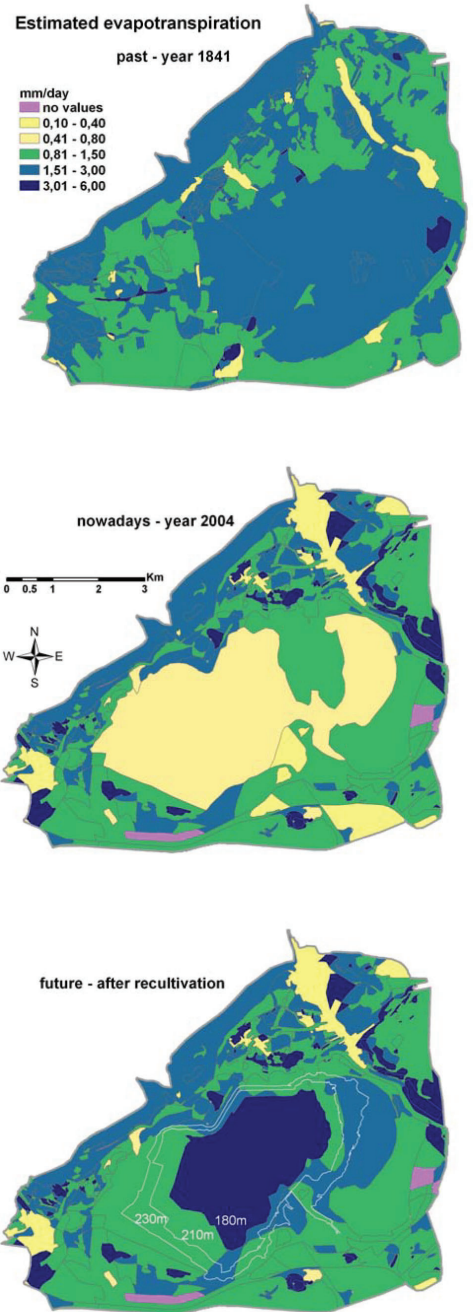 Estimated evapotranspiration
past - year 1841
mm/day
no values
0,10 - 0,40
0,41 - 0,80
0,81 - 1,50
1,51 - 3,00
3,01 - 6,00
nowadays - year 2004
Km
0 0.5 1 2 3
N
W E
S
future - after recultivation
230m
210m
180m